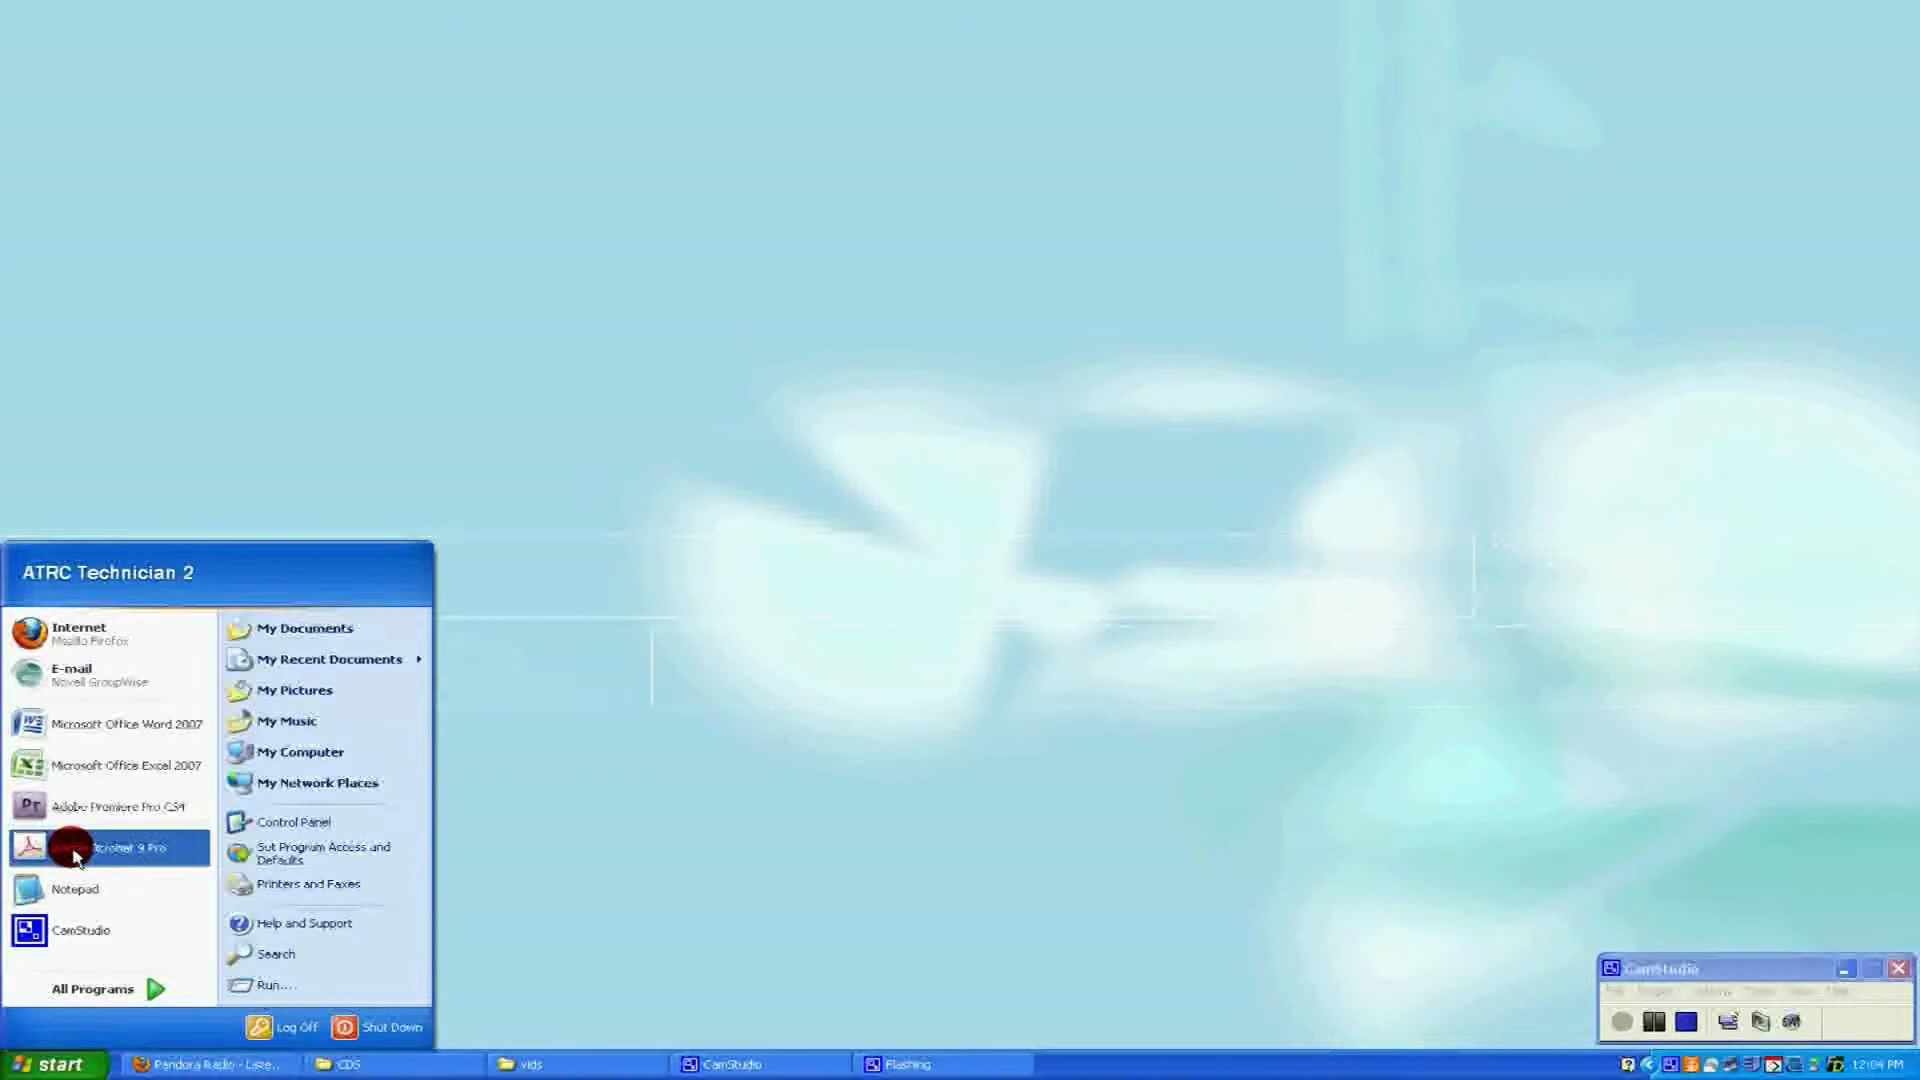 ATRC Technician 2
Internet
Mozilla Firefox
E-mail
Novell GroupWise
Microsoft Office Word 2007
Microsoft Office Excel 2007
Adobe Premiere Pro CS4
Acrobat 9 Pro
Notepad
CamStudio
All Programs
My Documents
My Recent Documents
My Pictures
My Music
My Computer
My Network Places
Control Panel
Set Program Access and
Defaults
Printers and Faxes
Help and Support
Search
Run...
Log Off
Shut Down
CamStudio
start
Pandora Radio - Liste...
CDS
vids
CamStudio
Flashing
12:04 PM